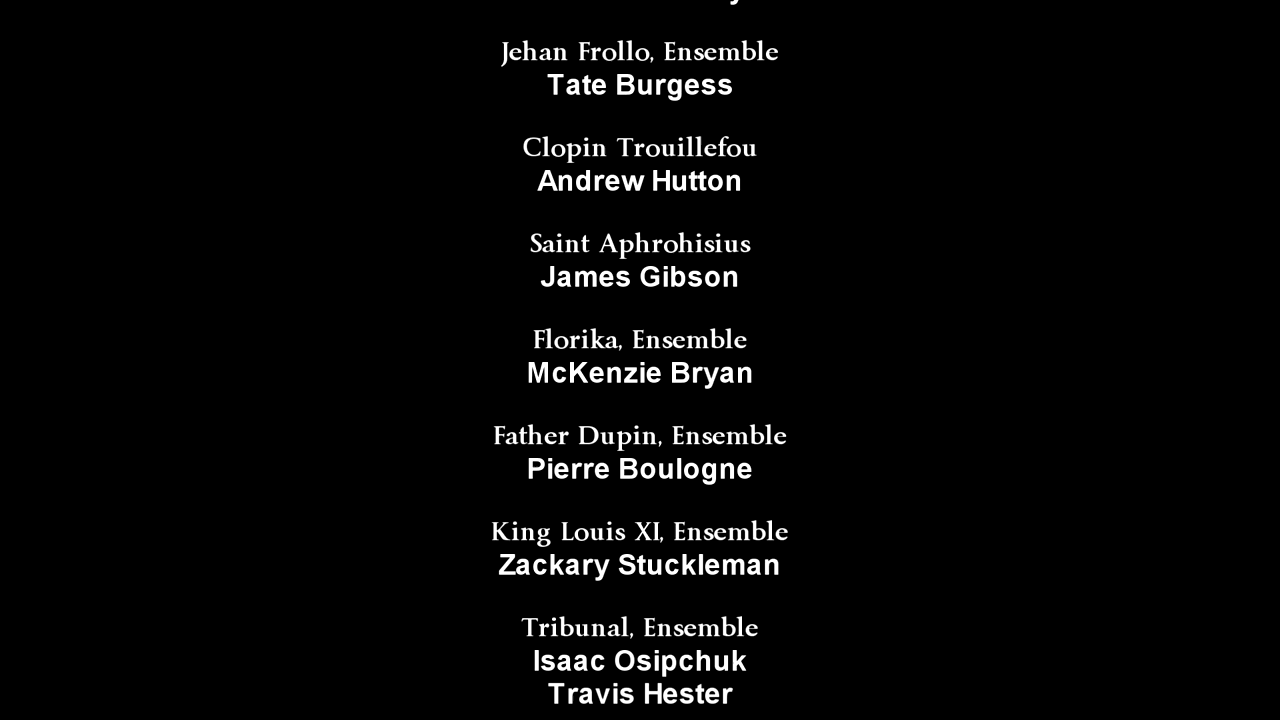 Jehan Frollo, Ensemble
Tate Burgess
Clopin Trouillefou
Andrew Hutton
Saint Aphrohisius
James Gibson
Florika, Ensemble
McKenzie Bryan
Father Dupin, Ensemble
Pierre Boulogne
King Louis XI, Ensemble
Zackary Stuckleman
Tribunal, Ensemble
Isaac Osipchuk
Travis Hester